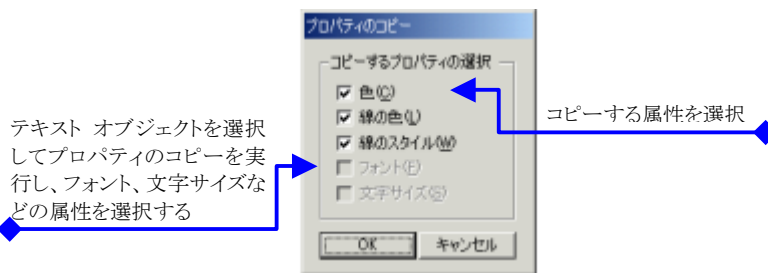 プロパティのコピー
コピーするプロパティの選択
色(C)
線の色(L)
線のスタイル(W)
フォント(F)
文字サイズ(S)
OK キャンセル
コピーする属性を選択
テキスト オブジェクトを選択
してプロパティのコピーを実
行し、フォント、文字サイズな
どの属性を選択する